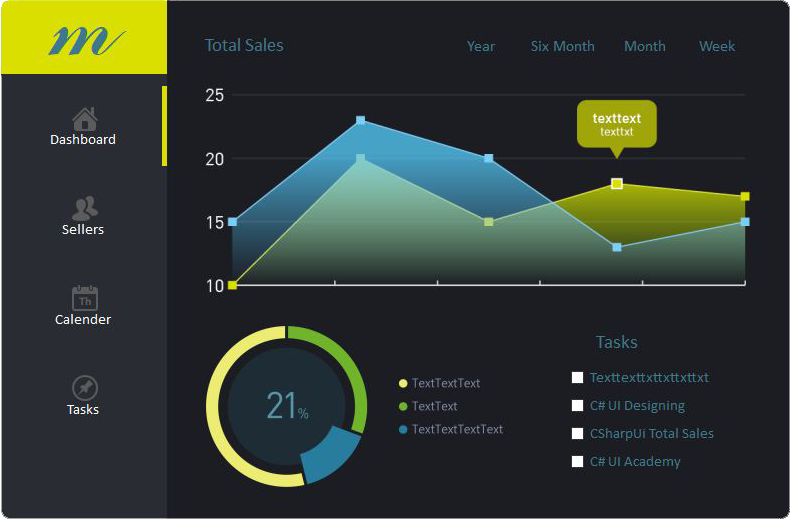 m
Dashboard
Sellers
Th
Calender
Tasks
Total Sales
Year Six Month Month Week
25
20
15
10
texttext
texttxt
21%
TextTextText
TextText
TextTextTextText
Tasks
Texttexttxttxttxttxt
C# UI Designing
CSharpUi Total Sales
C# UI Academy